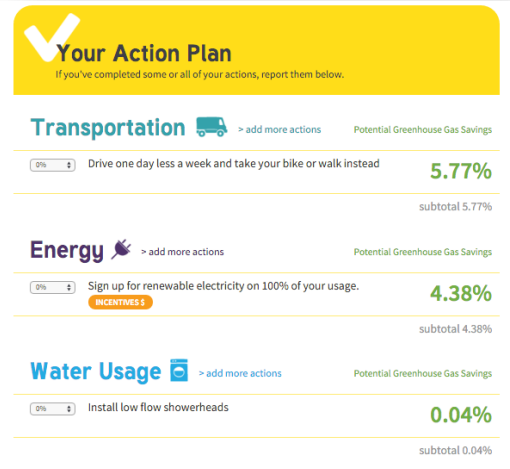 Your Action Plan
If you've completed some or all of your actions, report them below.
Transportation > add more actions Potential Greenhouse Gas Savings
0% Drive one day less a week and take your bike or walk instead 5.77%
subtotal 5.77%
Energy > add more actions Potential Greenhouse Gas Savings
0% Sign up for renewable electricity on 100% of your usage. 4.38%
INCENTIVES $
subtotal 4.38%
Water Usage > add more actions Potential Greenhouse Gas Savings
0% Install low flow showerheads 0.04%
subtotal 0.04%